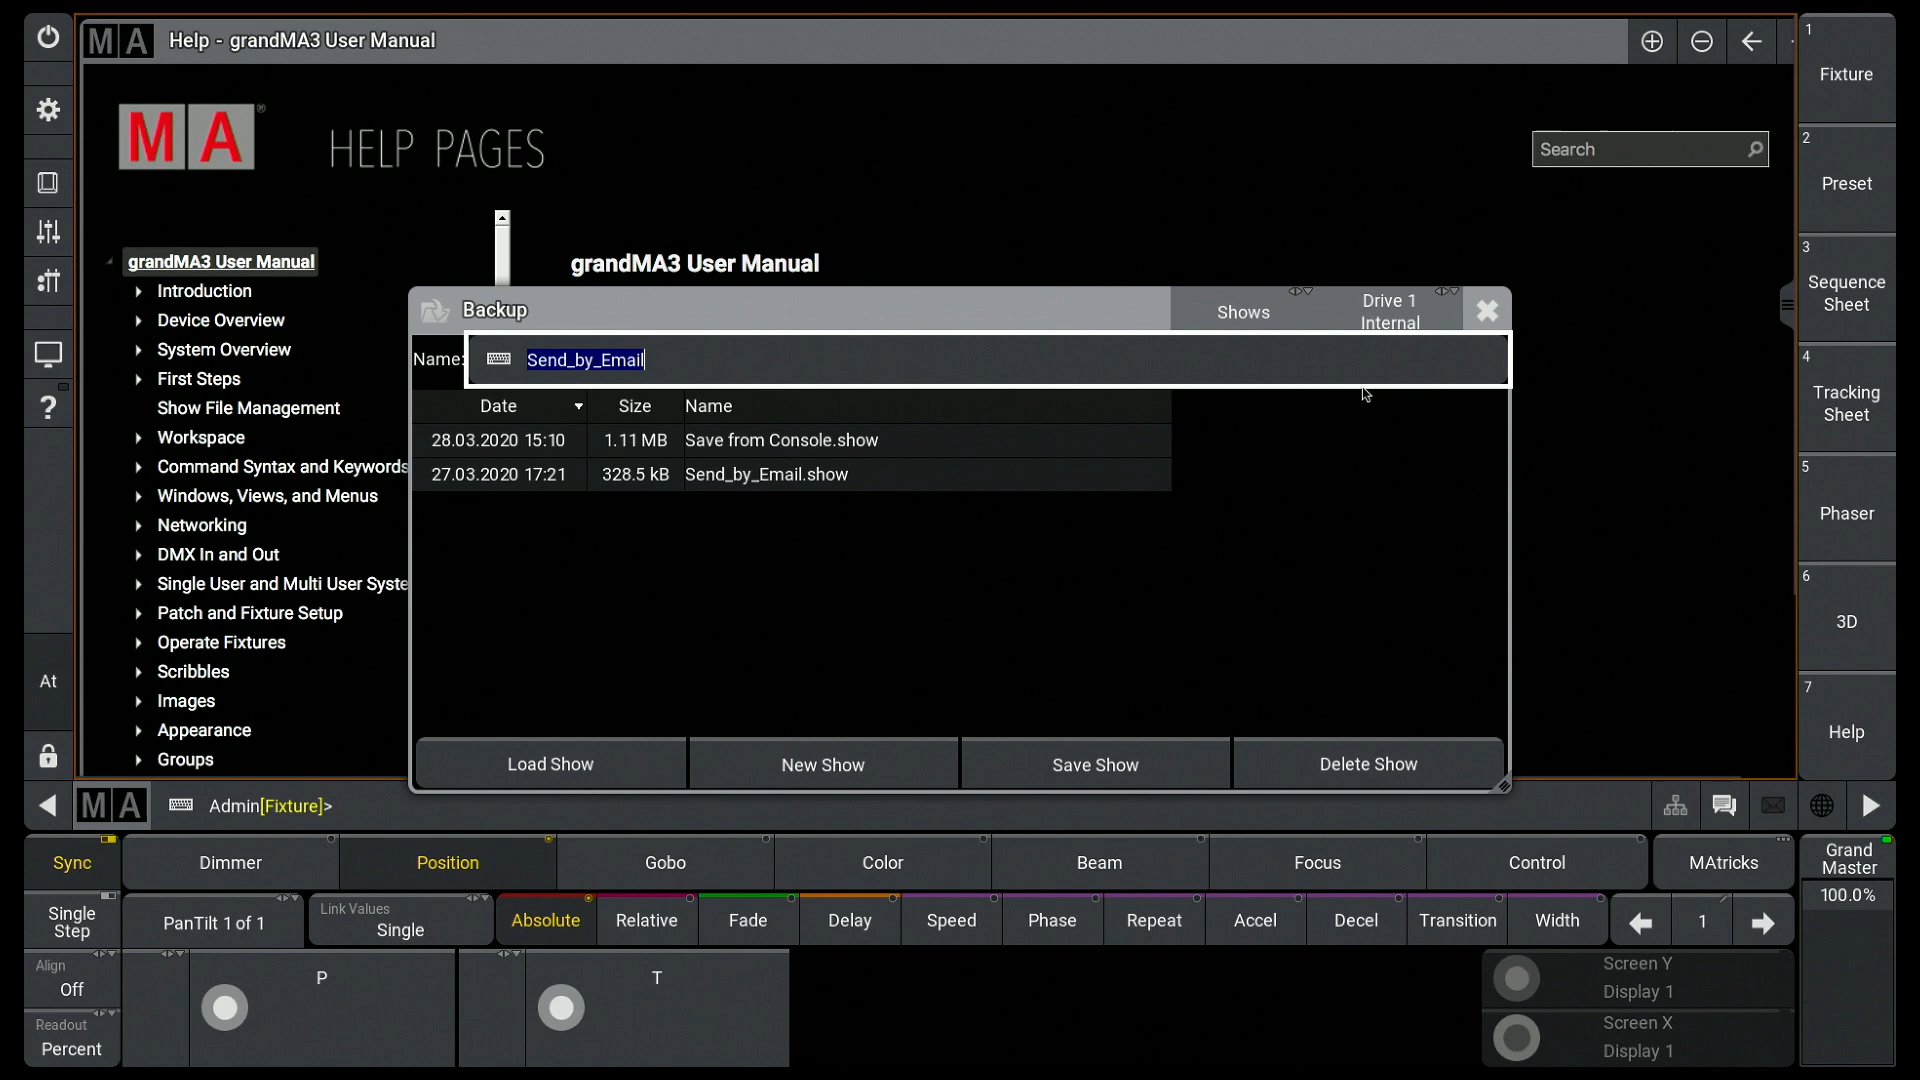 MA Help - grandMA3 User Manual
MA® HELP PAGES
Search
grandMA3 User Manual
Introduction
Device Overview
System Overview
First Steps
Show File Management
Workspace
Command Syntax and Keywords
Windows, Views, and Menus
Networking
DMX In and Out
Single User and Multi User Syste
Patch and Fixture Setup
Operate Fixtures
Scribbles
Images
Appearance
Groups
grandMA3 User Manual
Backup
Shows
Drive 1
Internal
Name: Send_by_Email
Date Size Name
28.03.2020 15:10 1.11 MB Save from Console.show
27.03.2020 17:21 328.5 kB Send_by_Email.show
Load Show New Show Save Show Delete Show
1
Fixture
2
Preset
3
Sequence
Sheet
4
Tracking
Sheet
5
Phaser
6
3D
7
Help
?
At
MA Admin[Fixture]>
Sync Dimmer Position Gobo Color Beam Focus Control MAtricks
Grand
Master
100.0%
Single
Step
PanTilt 1 of 1
Link Values
Single
Absolute Relative Fade Delay Speed Phase Repeat Accel Decel Transition Width 1
Align
Off
P T
Readout
Percent
Screen Y
Display 1
Screen X
Display 1